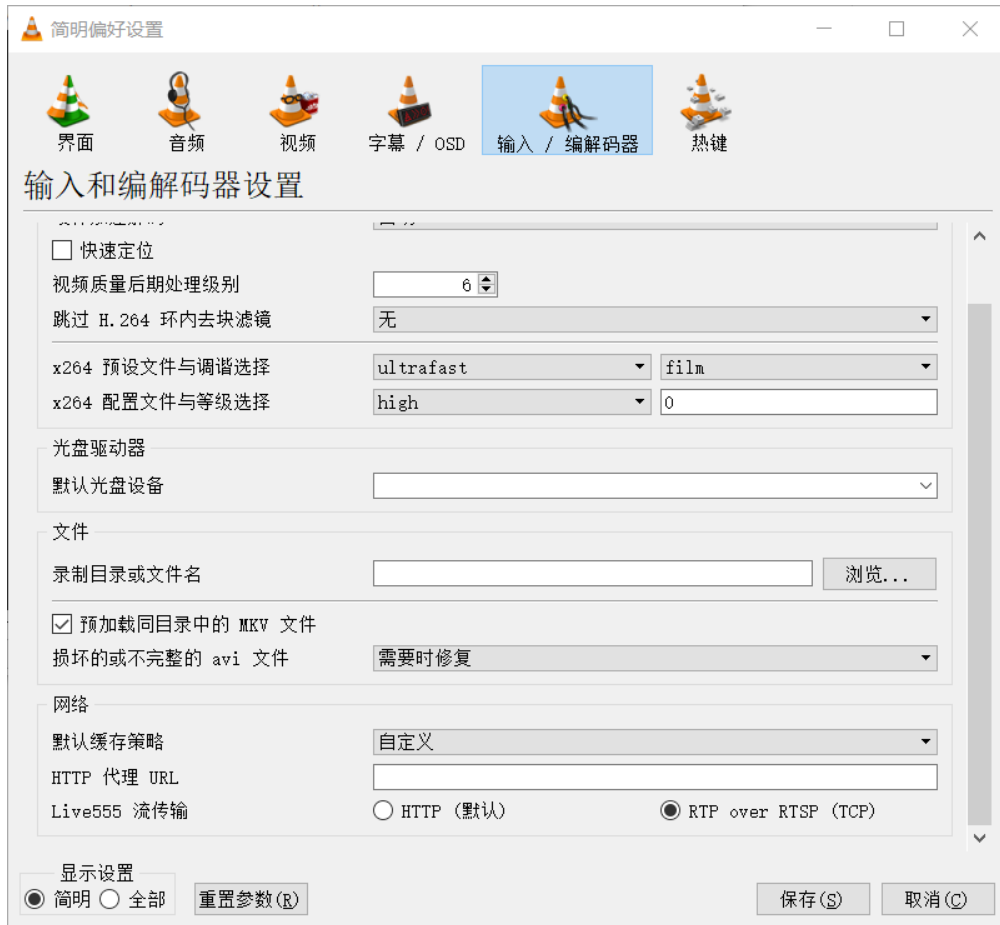 简明偏好设置
界面
音频
视频
字幕 / OSD
输入 / 编解码器
热键
输入和编解码器设置
快速定位
视频质量后期处理级别 6
跳过 H.264 环内去块滤镜 无
x264 预设文件与调谐选择 ultrafast film
x264 配置文件与等级选择 high 0
光盘驱动器
默认光盘设备
文件
录制目录或文件名 浏览...
预加载同目录中的 MKV 文件
损坏的或不完整的 avi 文件 需要时修复
网络
默认缓存策略 自定义
HTTP 代理 URL
Live555 流传输 HTTP (默认) RTP over RTSP (TCP)
显示设置
简明 全部 重置参数(R) 保存(S) 取消(C)